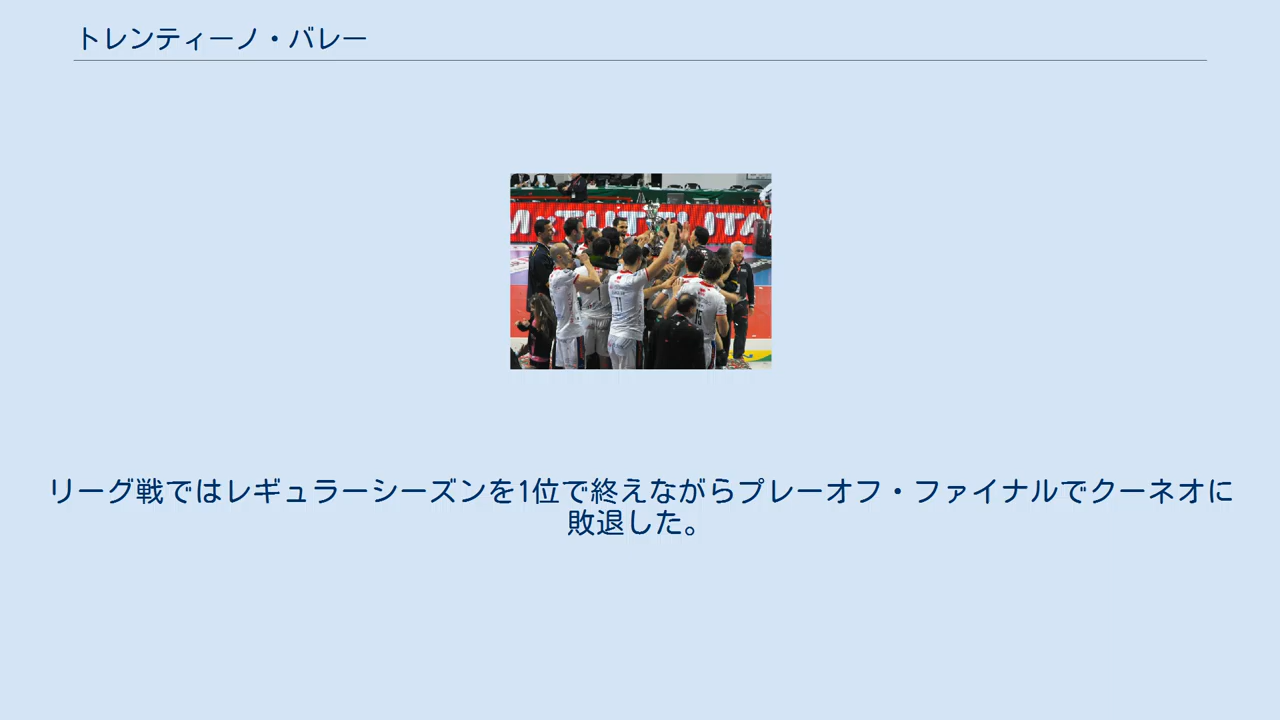 トレンティーノ・バレー
リーグ戦ではレギュラーシーズンを1位で終えながらプレーオフ・ファイナルでクーネオに
敗退した。
11